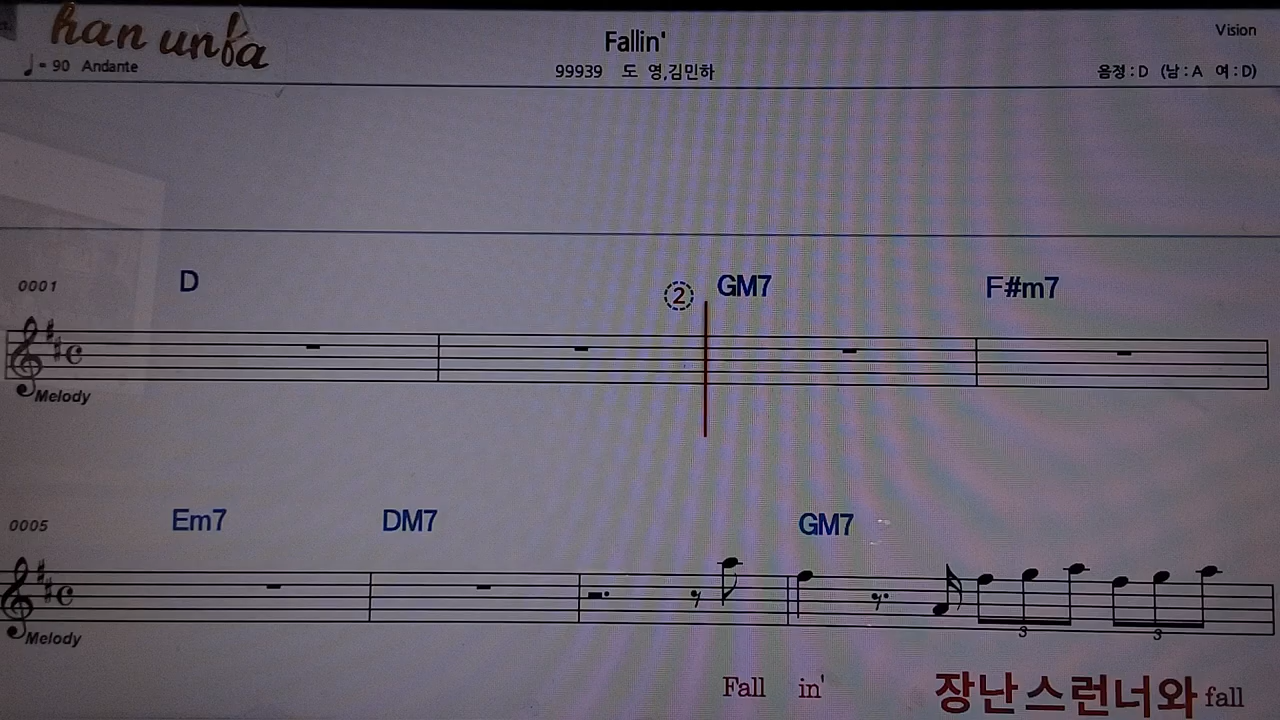 han unba
Fallin'
Vision
♩= 90 Andante
99939 도 영,김민하
음정 : D (남 : A 여 : D)
0001 D ② GM7 F#m7
Melody
0005 Em7 DM7 GM7
Melody
3 3
Fall in' 장난스런너와 fall